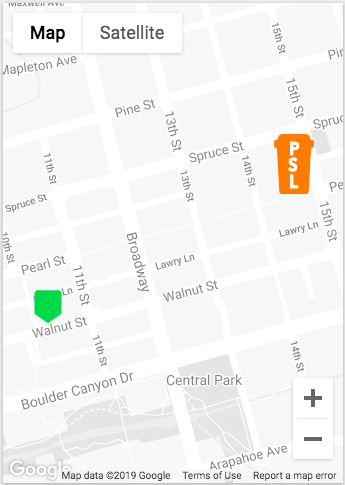 Maxwell Ave
Map
Satellite
15th St
Mapleton Ave
Pine St
13th St
15th St
Spruce St
Spruce
P
S
L
11th St
13th St
14th St
Pe
Spruce St
15th St
10th St
Broadway
Lawry Ln
Pearl St
11th St
Lawry Ln
Walnut St
Ln
Walnut St
11th St
14th St
Boulder Canyon Dr
Central Park
+
−
Arapahoe Ave
Google
Map data ©2019 Google
Terms of Use
Report a map error